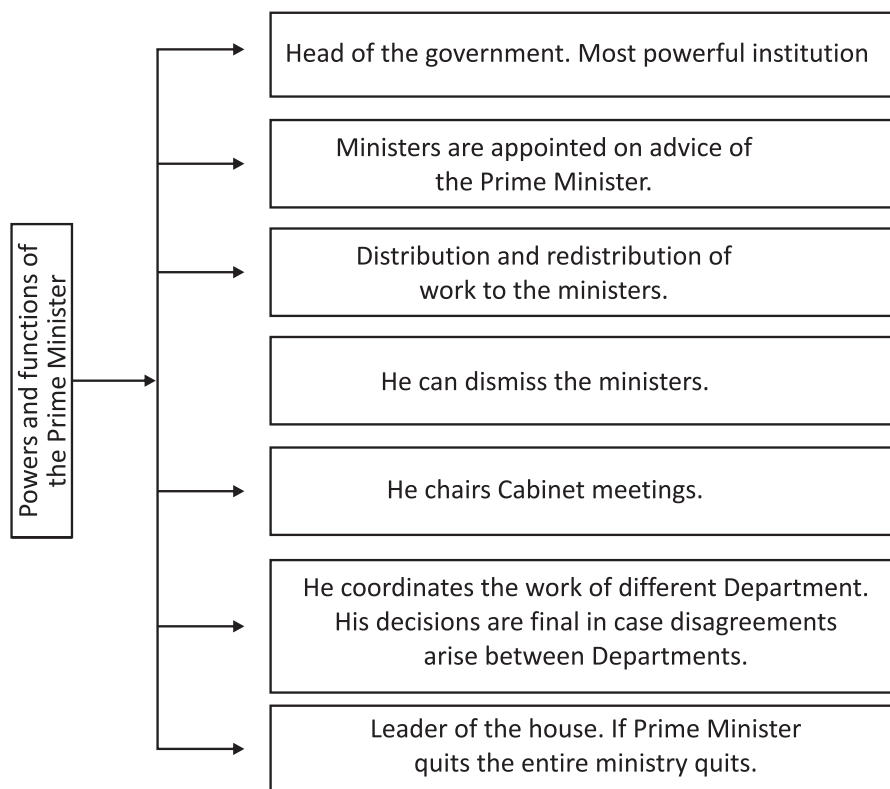 Powers and functions of
the Prime Minister
Head of the government. Most powerful institution
Ministers are appointed on advice of
the Prime Minister.
Distribution and redistribution of
work to the ministers.
He can dismiss the ministers.
He chairs Cabinet meetings.
He coordinates the work of different Department.
His decisions are final in case disagreements
arise between Departments.
Leader of the house. If Prime Minister
quits the entire ministry quits.